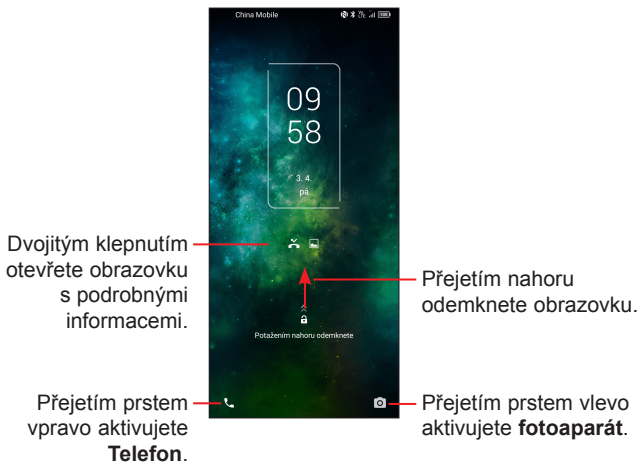 China Mobile
09
58
3. 4.
pá
Dvojitým klepnutím
otevřete obrazovku
s podrobnými
informacemi.
Přejetím nahoru
odemknete obrazovku.
Potažením nahoru odemknete
Přejetím prstem
vpravo aktivujete
Telefon.
Přejetím prstem vlevo
aktivujete fotoaparát.